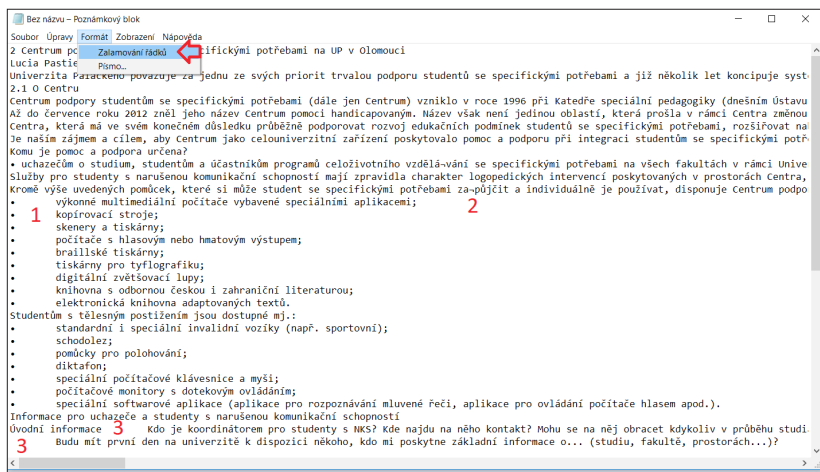 Bez názvu – Poznámkový blok
Soubor Úpravy Formát Zobrazení Nápověda
Zalamování řádků
Písmo...
2 Centrum po cifickými potřebami na UP v Olomouci
Lucia Pastie
Univerzita Palackého považuje za jednu ze svých priorit trvalou podporu studentů se specifickými potřebami a již několik let koncipuje syst
2.1 O Centru
Centrum podpory studentům se specifickými potřebami (dále jen Centrum) vzniklo v roce 1996 při Katedře speciální pedagogiky (dnešním Ústavu
Až do července roku 2012 zněl jeho název Centrum pomoci handicapovaným. Název však není jedinou oblastí, která prošla v rámci Centra změnou
Centra, která má ve svém konečném důsledku průběžně podporovat rozvoj edukačních podmínek studentů se specifickými potřebami, rozšiřovat na
Je naším zájmem a cílem, aby Centrum jako celouniverzitní zařízení poskytovalo pomoc a podporu při integraci studentům se specifickými potř
Komu je pomoc a podpora určena?
• uchazečům o studium, studentům a účastníkům programů celoživotního vzdělá¬vání se specifickými potřebami na všech fakultách v rámci Unive
Služby pro studenty s narušenou komunikační schopností mají zpravidla charakter logopedických intervencí poskytovaných v prostorách Centra,
Kromě výše uvedených pomůcek, které si může student se specifickými potřebami za¬půjčit a individuálně je používat, disponuje Centrum podpo
• výkonné multimediální počítače vybavené speciálními aplikacemi; 2
1 • kopírovací stroje;
• skenery a tiskárny;
• počítače s hlasovým nebo hmatovým výstupem;
• braillské tiskárny;
• tiskárny pro tyflografiku;
• digitální zvětšovací lupy;
• knihovna s odbornou českou i zahraniční literaturou;
• elektronická knihovna adaptovaných textů.
Studentům s tělesným postižením jsou dostupné mj.:
• standardní i speciální invalidní vozíky (např. sportovní);
• schodolez;
• pomůcky pro polohování;
• diktafon;
• speciální počítačové klávesnice a myši;
• počítačové monitory s dotekovým ovládáním;
• speciální softwarové aplikace (aplikace pro rozpoznávání mluvené řeči, aplikace pro ovládání počítače hlasem apod.).
Informace pro uchazeče a studenty s narušenou komunikační schopností
Úvodní informace 3 Kdo je koordinátorem pro studenty s NKS? Kde najdu na něho kontakt? Mohu se na něj obracet kdykoliv v průběhu studi
3 Budu mít první den na univerzitě k dispozici někoho, kdo mi poskytne základní informace o... (studiu, fakultě, prostorách...)?